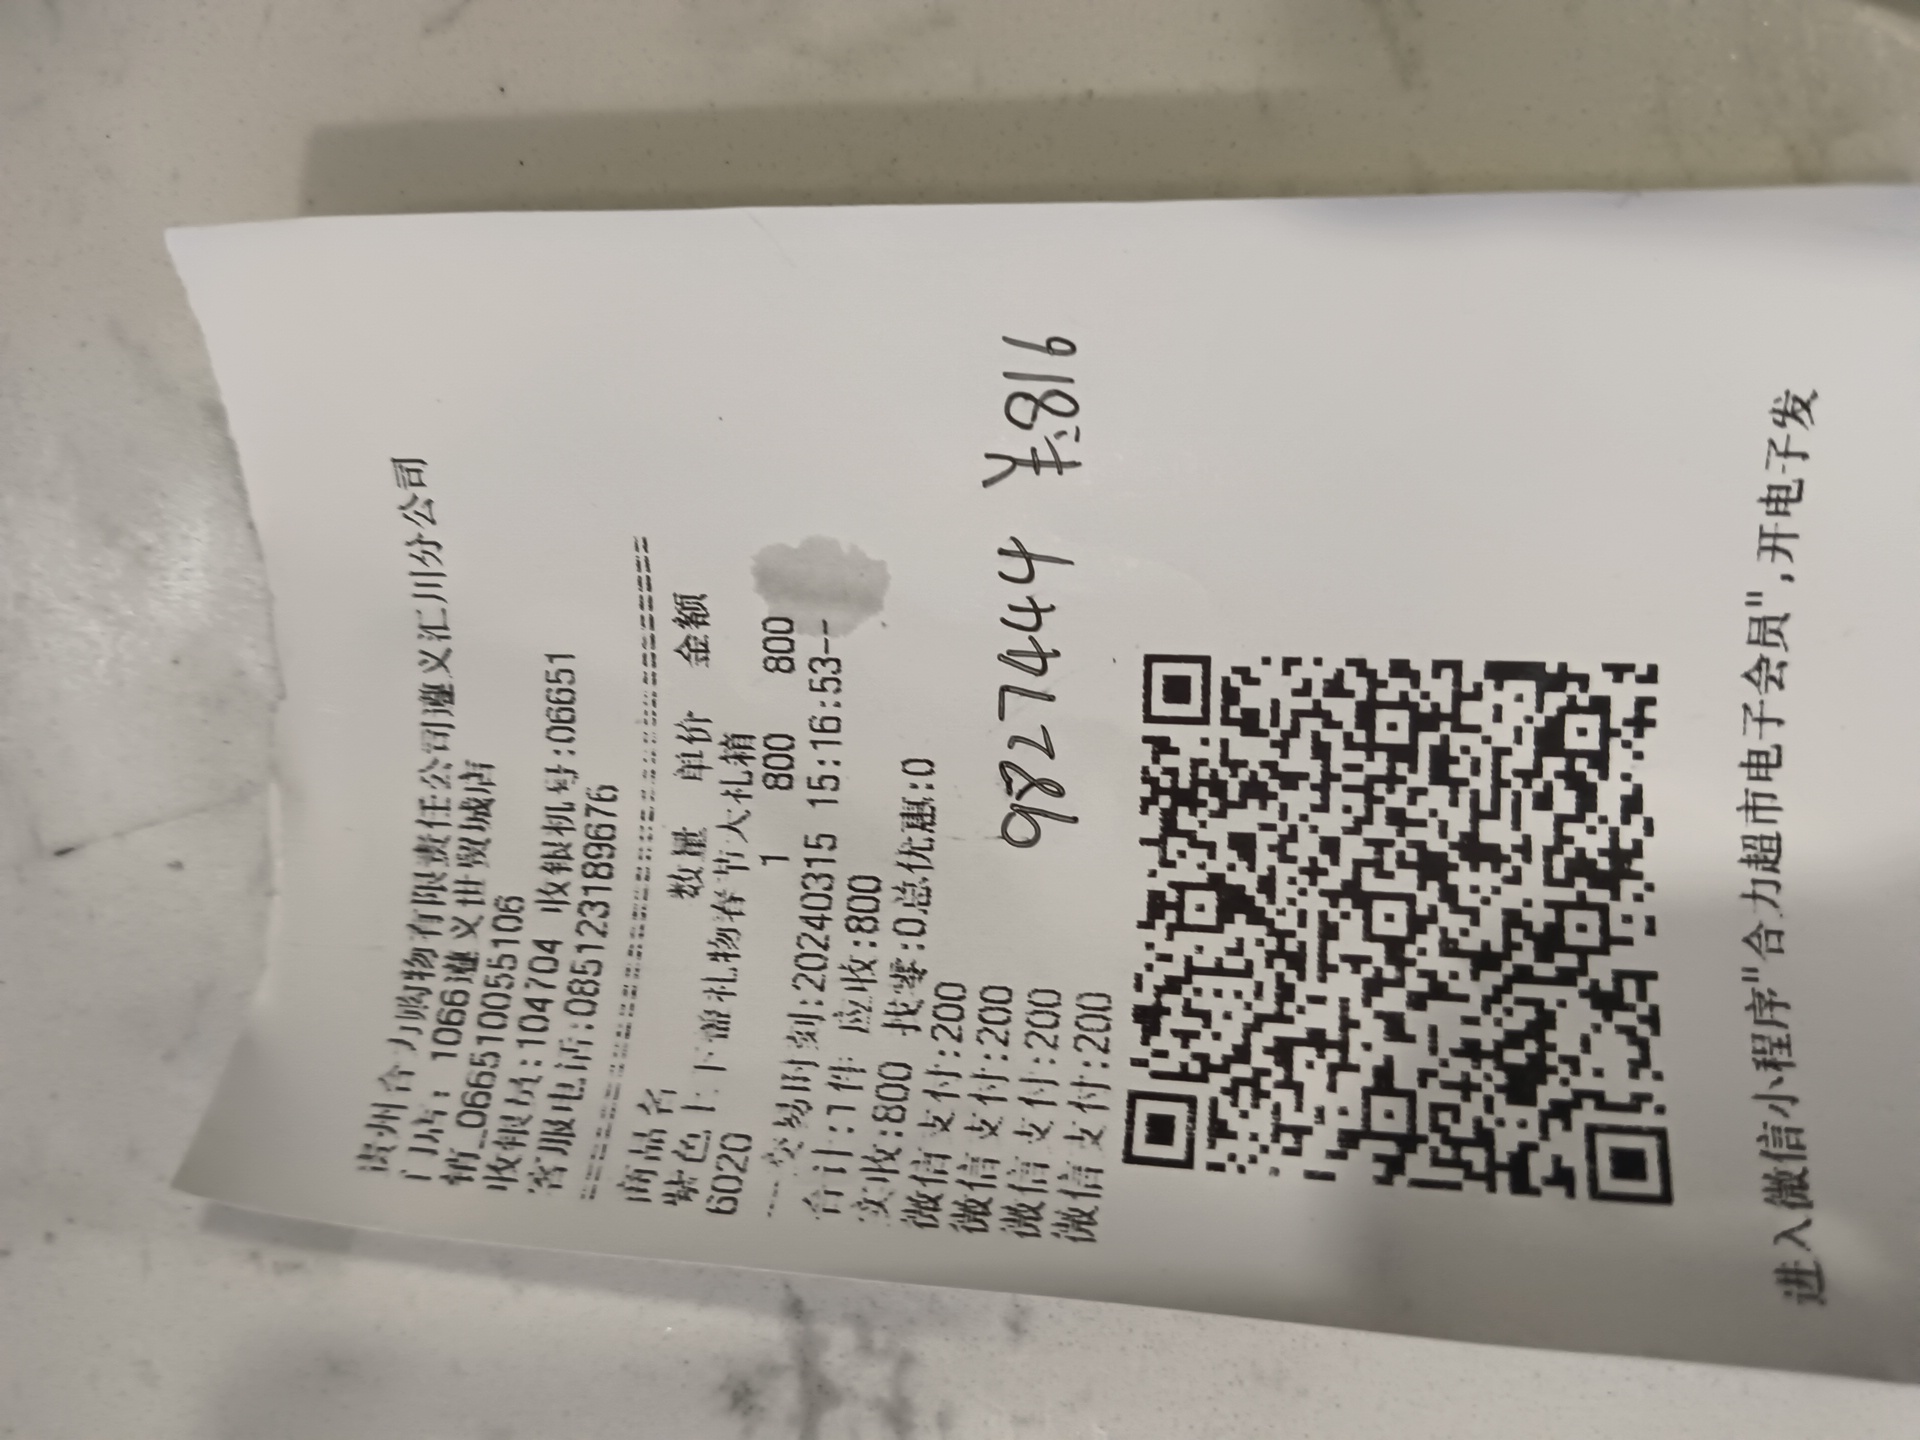 贵州合力购物有限责任公司遵义汇川分公司
门店: 1066遵义世贸城店
销_066510055106
收银员:104704 收银机号:06651
客服电话:085123189676
商品名 数量 单价 金额
紫色上下溜礼物春节大礼箱
6020 1 800 800
---交易时刻:20240315 15:16:53--
合计:1件 应收:800
实收:800 找零:0总优惠:0
微信支付:200
微信支付:200
微信支付:200
微信支付:200
9827444 ¥:816
进入微信小程序"合力超市电子会员",开电子发